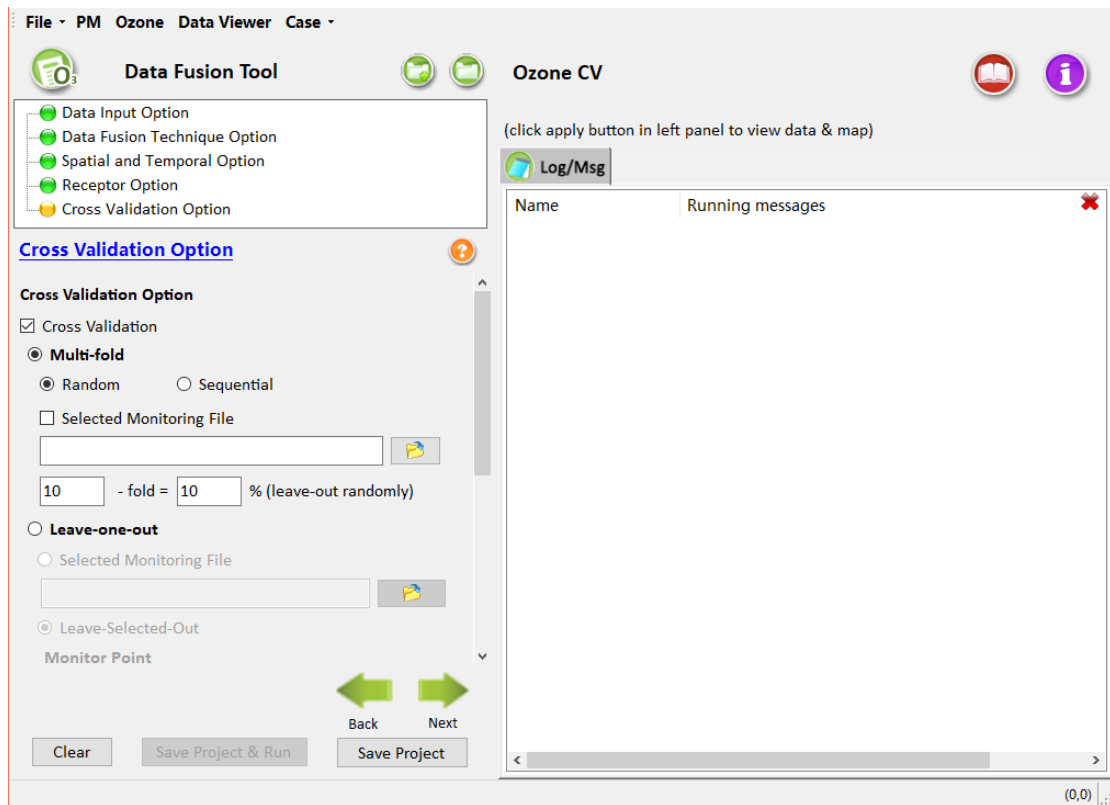 File PM Ozone Data Viewer Case
O3
Data Fusion Tool
Data Input Option
Data Fusion Technique Option
Spatial and Temporal Option
Receptor Option
Cross Validation Option
Cross Validation Option
?
Cross Validation Option
Cross Validation
Multi-fold
Random Sequential
Selected Monitoring File
10 - fold = 10 % (leave-out randomly)
Leave-one-out
Selected Monitoring File
Leave-Selected-Out
Monitor Point
Back Next
Clear Save Project & Run Save Project
Ozone CV
i
(click apply button in left panel to view data & map)
Log/Msg
Name Running messages
(0,0)